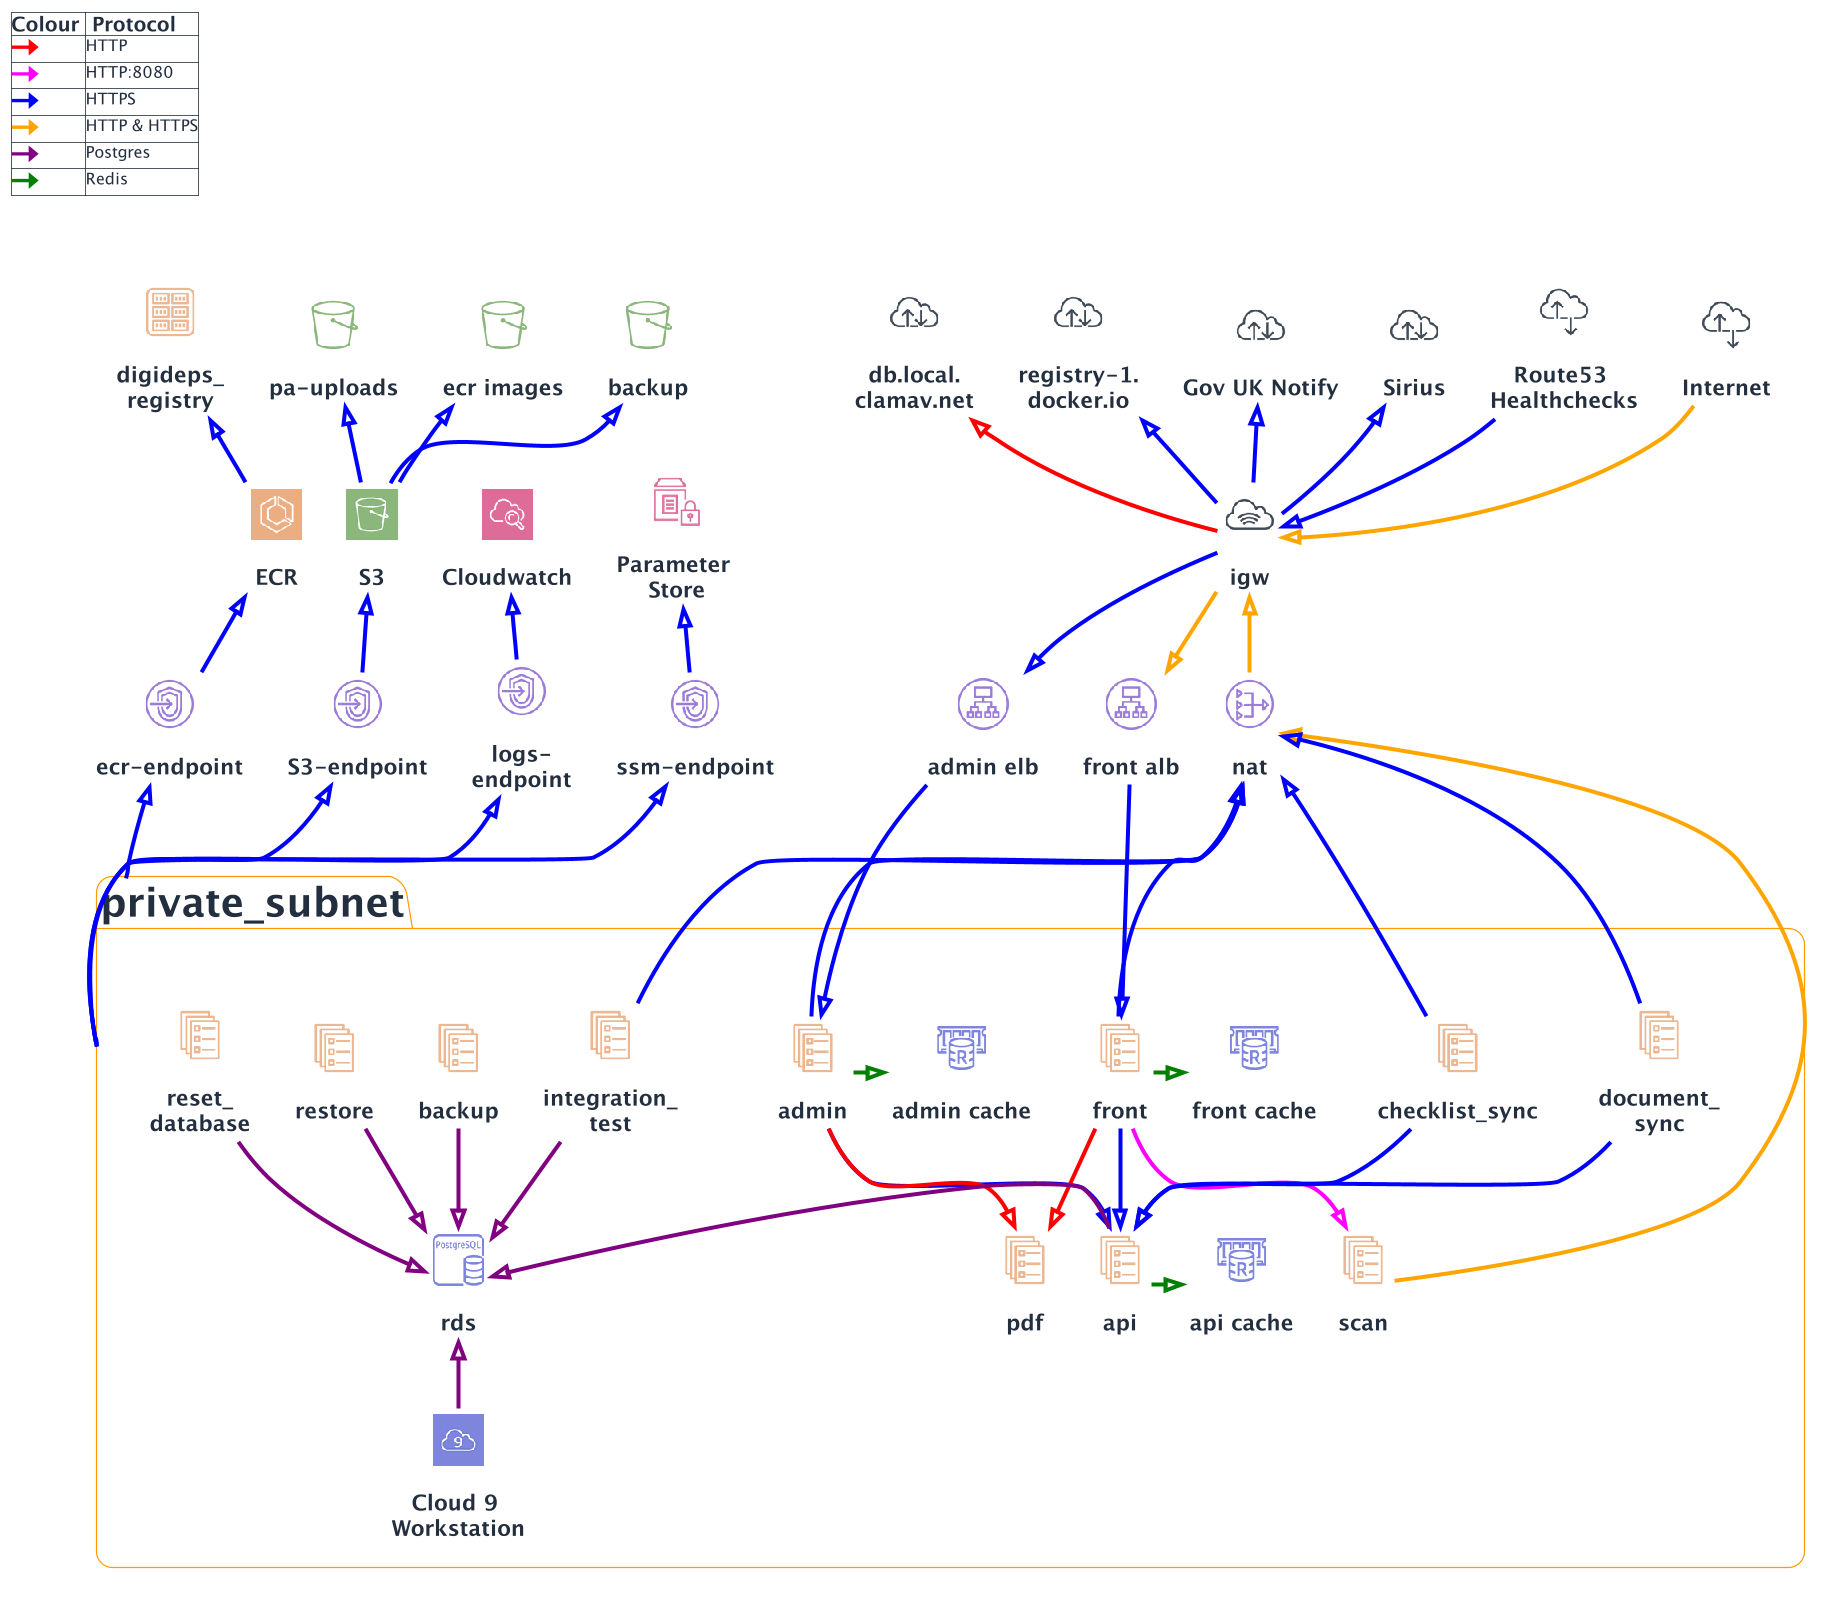 Colour Protocol
HTTP
HTTP:8080
HTTPS
HTTP & HTTPS
Postgres
Redis
digideps_
registry
pa-uploads
ecr images
backup
db.local.
clamav.net
registry-1.
docker.io
Gov UK Notify
Sirius
Route53
Healthchecks
Internet
ECR
S3
Cloudwatch
Parameter
Store
igw
ecr-endpoint
S3-endpoint
logs-
endpoint
ssm-endpoint
admin elb
front alb
nat
private_subnet
reset_
database
restore
backup
integration_
test
admin
R
admin cache
front
R
front cache
checklist_sync
document_
sync
PostgreSQL
rds
pdf
api
R
api cache
scan
9
Cloud 9
Workstation